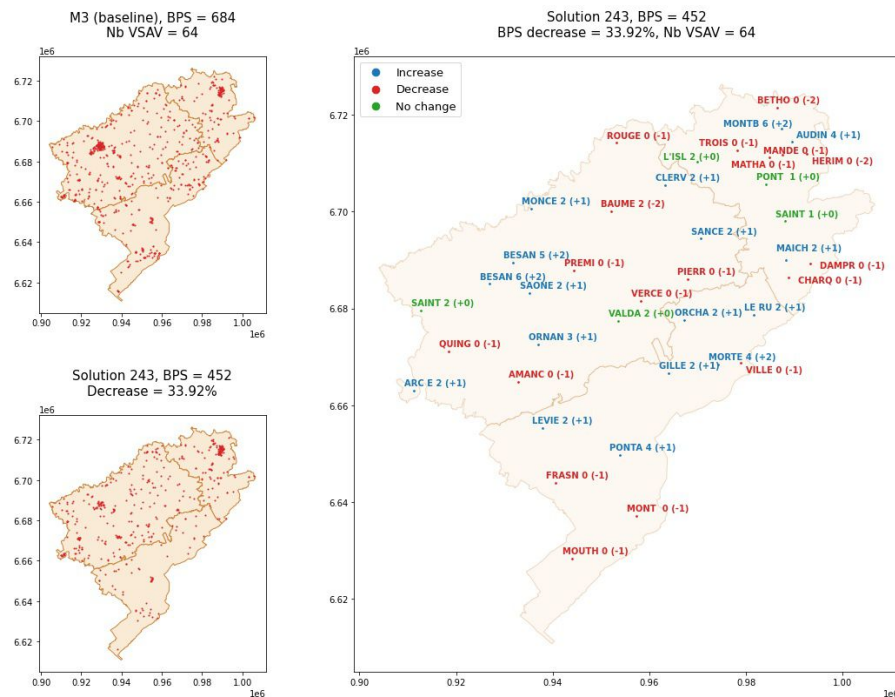 M3 (baseline), BPS = 684
Nb VSAV = 64
1e6
6.72
6.70
6.68
6.66
6.64
6.62
0.90 0.92 0.94 0.96 0.98 1.00
1e6
Solution 243, BPS = 452
Decrease = 33.92%
1e6
6.72
6.70
6.68
6.66
6.64
6.62
0.90 0.92 0.94 0.96 0.98 1.00
1e6
Solution 243, BPS = 452
BPS decrease = 33.92%, Nb VSAV = 64
1e6
Increase
Decrease
No change
BETHO 0 (-2)
MONTB 6 (+2)
AUDIN 4 (+1)
ROUGE 0 (-1)
TROIS 0 (-1)
MANDE 0 (-1)
L'ISL 2 (+0)
MATHA 0 (-1)
HERIM 0 (-2)
CLERV 2 (+1)
PONT 1 (+0)
MONCE 2 (+1)
BAUME 2 (-2)
SAINT 1 (+0)
SANCE 2 (+1)
BESAN 5 (+2)
PREMI 0 (-1)
MAICH 2 (+1)
DAMPR 0 (-1)
BESAN 6 (+2)
SAONE 2 (+1)
PIERR 0 (-1)
CHARQ 0 (-1)
SAINT 2 (+0)
VERCE 0 (-1)
VALDA 2 (+0)
ORCHA 2 (+1)
LE RU 2 (+1)
QUING 0 (-1)
ORNAN 3 (+1)
ARC E 2 (+1)
AMANC 0 (-1)
GILLE 2 (+1)
MORTE 4 (+2)
VILLE 0 (-1)
LEVIE 2 (+1)
PONTA 4 (+1)
FRASN 0 (-1)
MONT 0 (-1)
MOUTH 0 (-1)
6.72
6.70
6.68
6.66
6.64
6.62
0.90 0.92 0.94 0.96 0.98 1.00
1e6